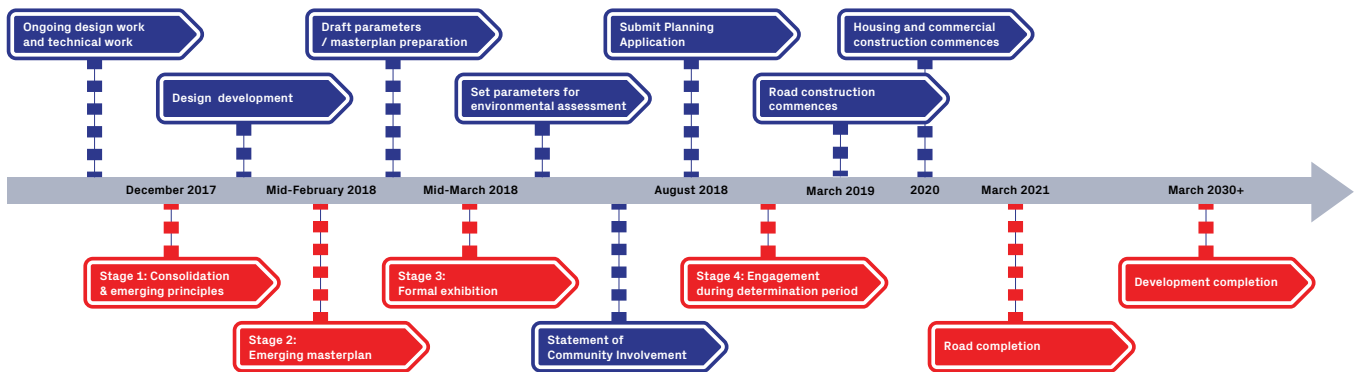 Ongoing design work
and technical work
Draft parameters
/ masterplan preparation
Submit Planning
Application
Housing and commercial
construction commences
Design development
Set parameters for
environmental assessment
Road construction
commences
December 2017
Mid-February 2018
Mid-March 2018
August 2018
March 2019
2020
March 2021
March 2030+
Stage 1: Consolidation
& emerging principles
Stage 3:
Formal exhibition
Stage 4: Engagement
during determination period
Development completion
Stage 2:
Emerging masterplan
Statement of
Community Involvement
Road completion